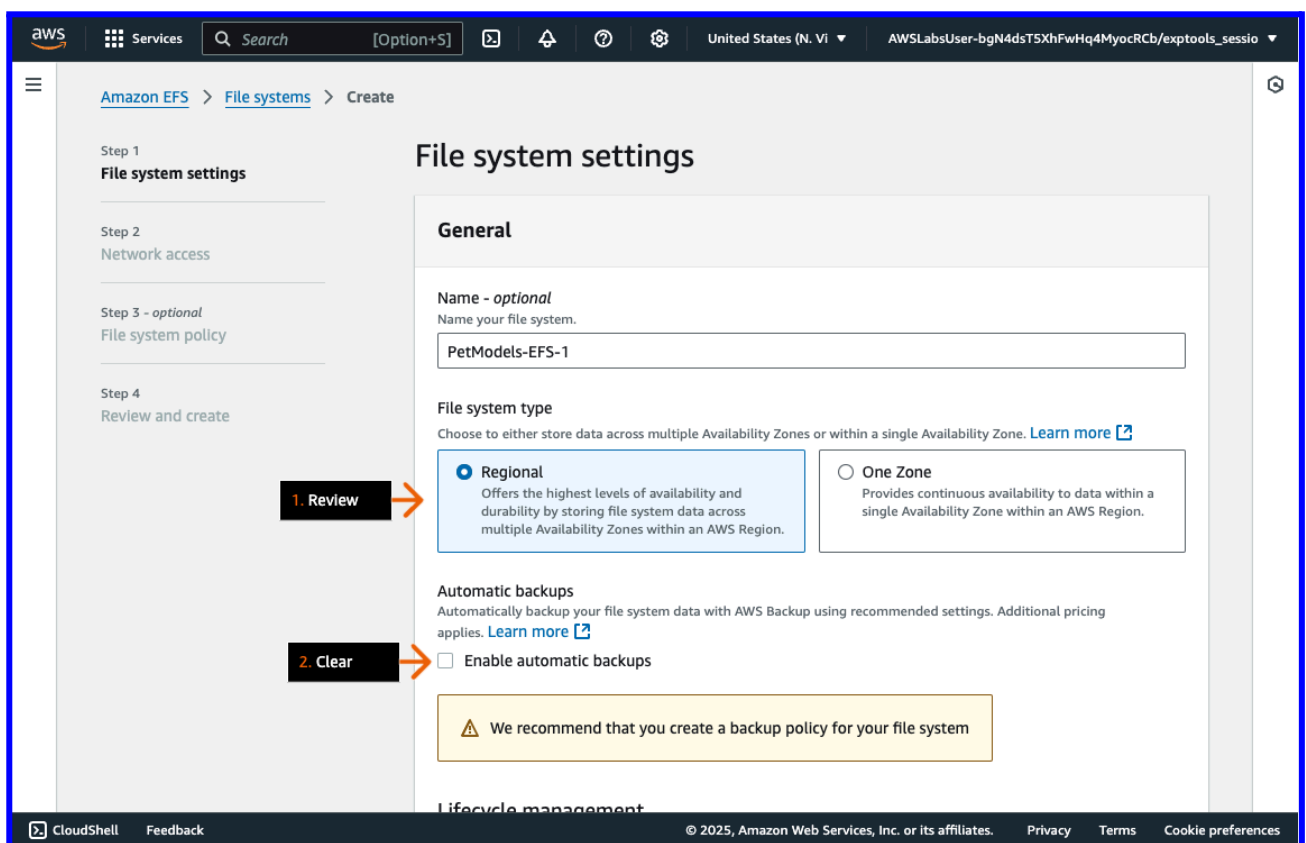 aws
Services
Search [Option+S]
United States (N. Vi
AWSLabsUser-bgN4dsT5XhFwHq4MyocRCb/exptools_sessio
Amazon EFS > File systems > Create
Step 1
File system settings
Step 2
Network access
Step 3 - optional
File system policy
Step 4
Review and create
File system settings
General
Name - optional
Name your file system.
PetModels-EFS-1
File system type
Choose to either store data across multiple Availability Zones or within a single Availability Zone. Learn more
1. Review
Regional
Offers the highest levels of availability and
durability by storing file system data across
multiple Availability Zones within an AWS Region.
One Zone
Provides continuous availability to data within a
single Availability Zone within an AWS Region.
Automatic backups
Automatically backup your file system data with AWS Backup using recommended settings. Additional pricing
applies. Learn more
2. Clear
Enable automatic backups
We recommend that you create a backup policy for your file system
Lifecycle management
CloudShell Feedback
© 2025, Amazon Web Services, Inc. or its affiliates. Privacy Terms Cookie preferences